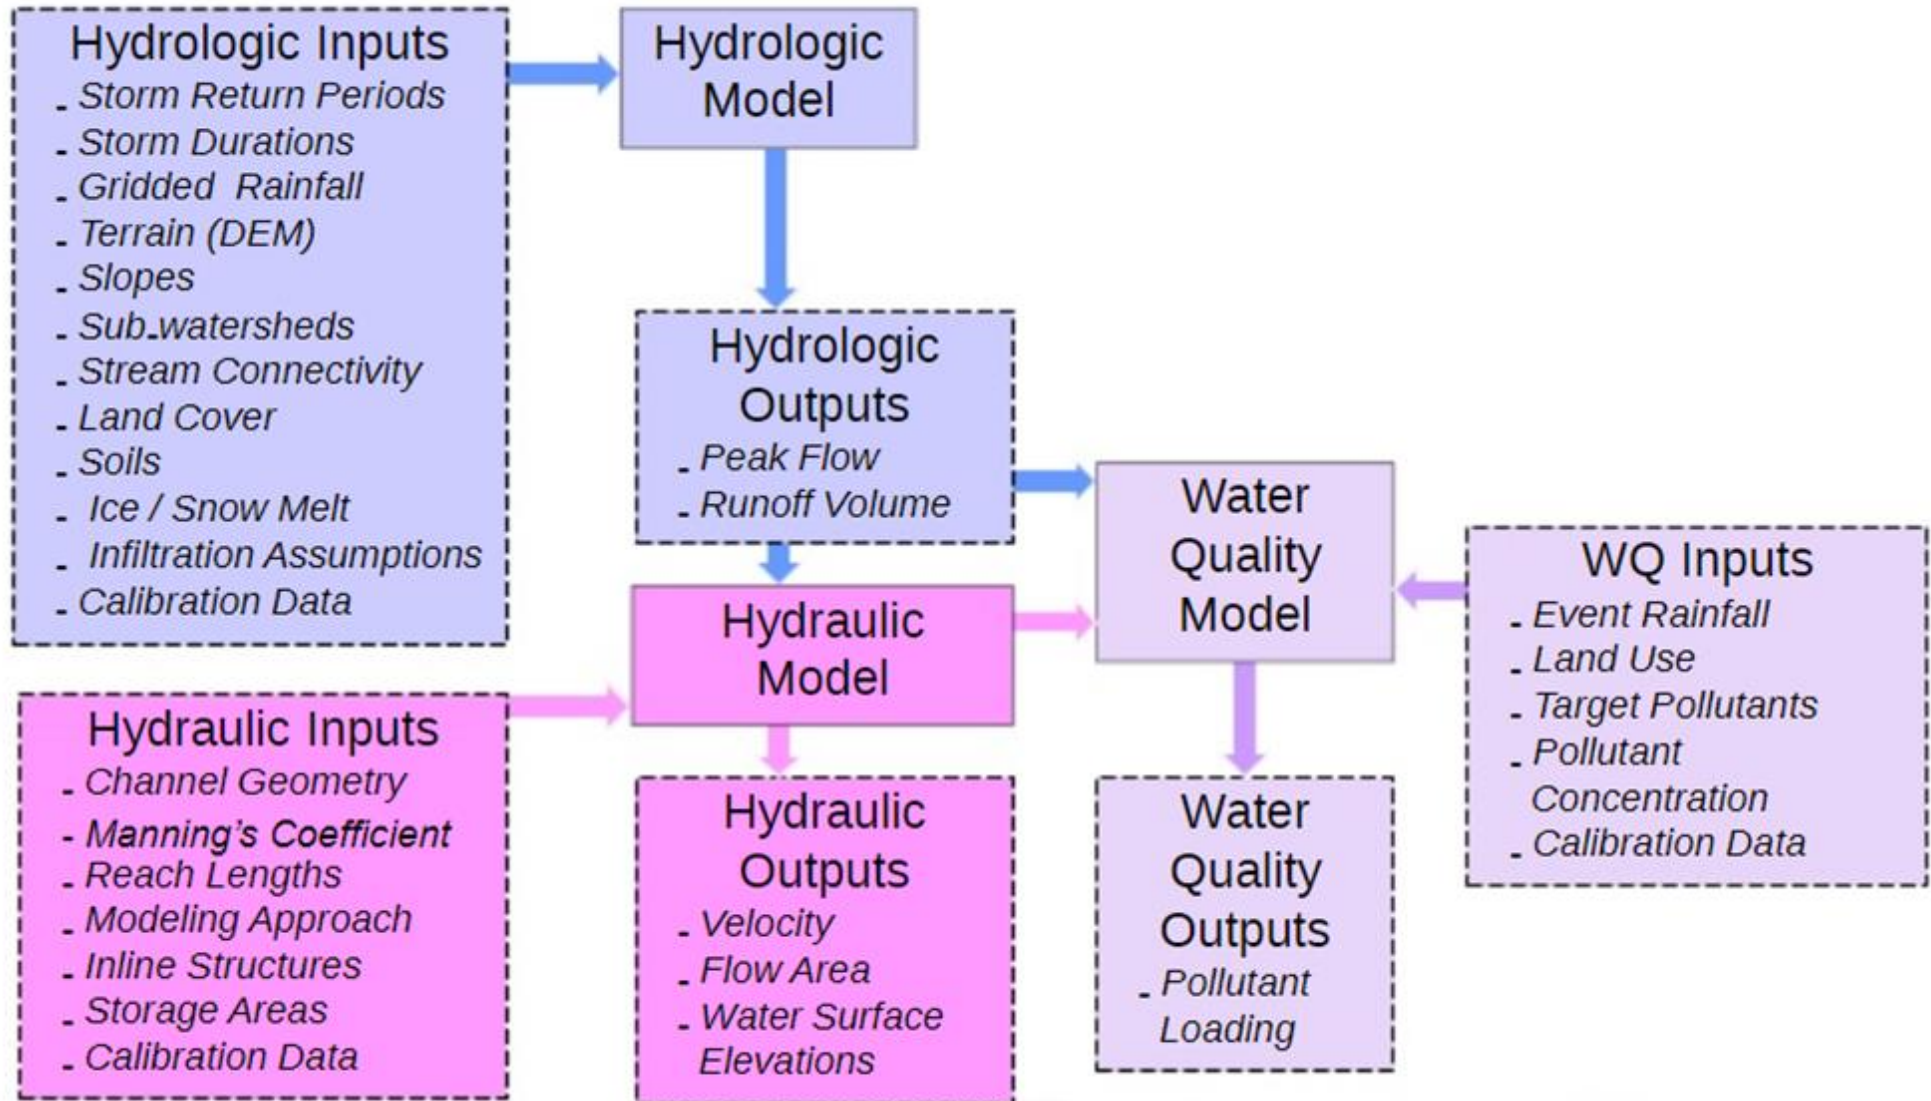 Hydrologic Inputs
- Storm Return Periods
- Storm Durations
- Gridded Rainfall
- Terrain (DEM)
- Slopes
- Sub-watersheds
- Stream Connectivity
- Land Cover
- Soils
- Ice / Snow Melt
- Infiltration Assumptions
- Calibration Data
Hydrologic
Model
Hydrologic
Outputs
- Peak Flow
- Runoff Volume
Hydraulic Inputs
- Channel Geometry
- Manning’s Coefficient
- Reach Lengths
- Modeling Approach
- Inline Structures
- Storage Areas
- Calibration Data
Hydraulic
Model
Hydraulic
Outputs
- Velocity
- Flow Area
- Water Surface
Elevations
Water
Quality
Model
WQ Inputs
- Event Rainfall
- Land Use
- Target Pollutants
- Pollutant
Concentration
- Calibration Data
Water
Quality
Outputs
- Pollutant
Loading